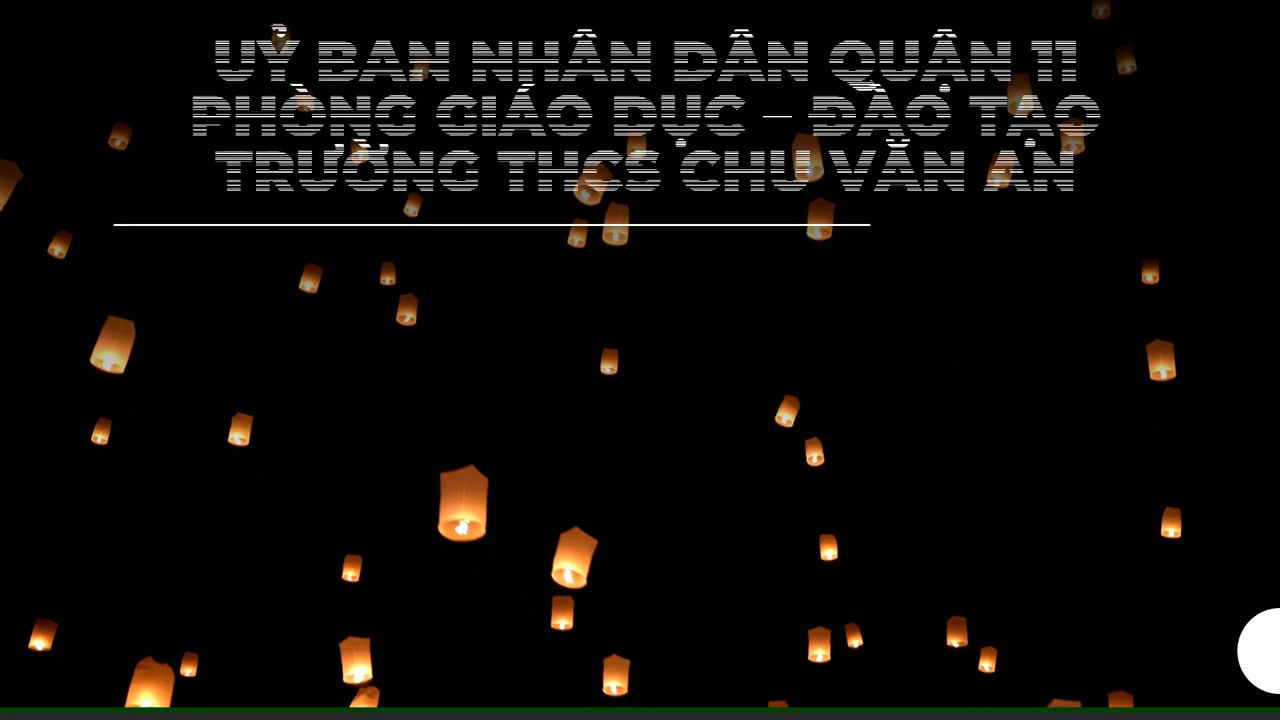 UỶ BAN NHÂN DÂN QUẬN 11
PHÒNG GIÁO DỤC – ĐÀO TẠO
TRƯỜNG THCS CHU VĂN AN